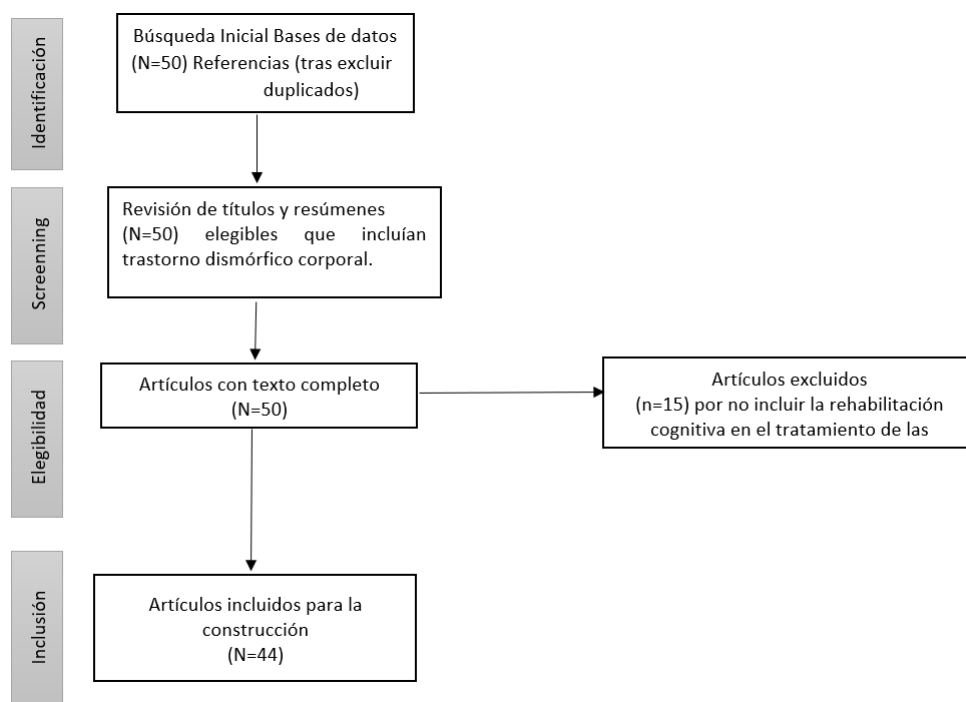 Identificación
Búsqueda Inicial Bases de datos
(N=50) Referencias (tras excluir
duplicados)
Screenning
Revisión de títulos y resúmenes
(N=50) elegibles que incluían
trastorno dismórfico corporal.
Elegibilidad
Artículos con texto completo
(N=50)
Artículos excluidos
(n=15) por no incluir la rehabilitación
cognitiva en el tratamiento de las
Inclusión
Artículos incluidos para la
construcción
(N=44)